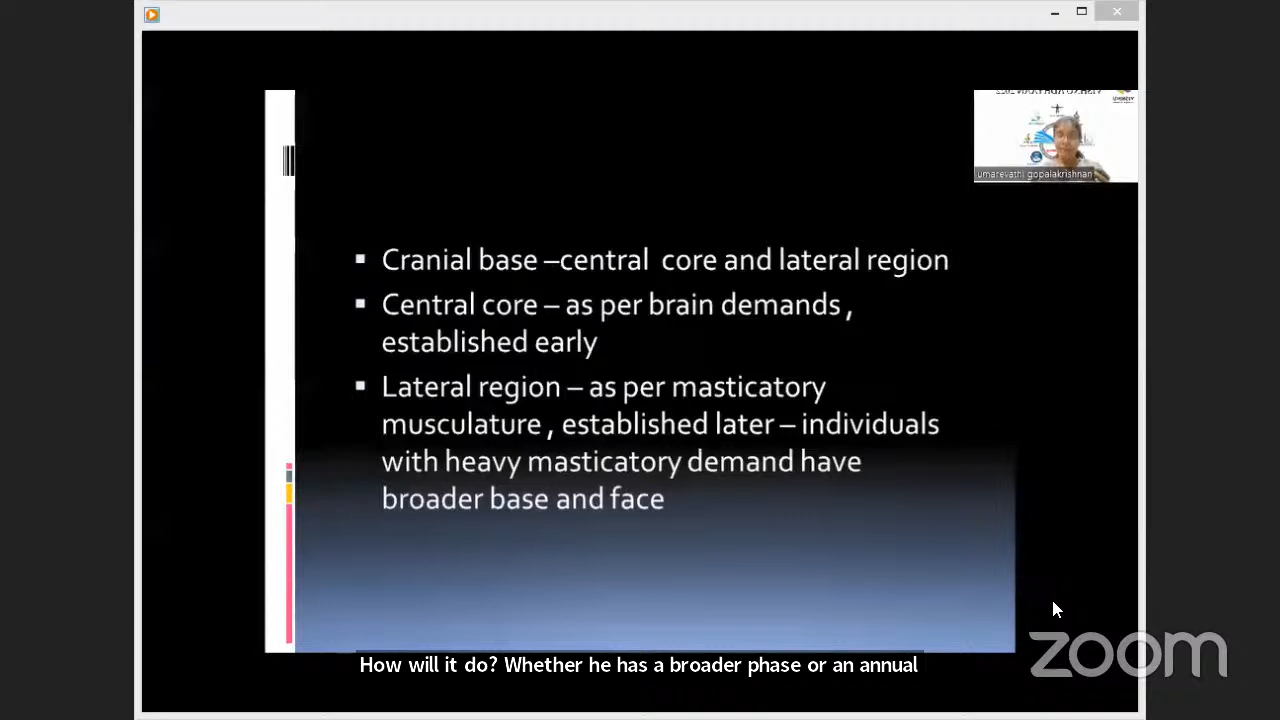 umarevathi gopalakrishnan
▪ Cranial base –central core and lateral region
▪ Central core – as per brain demands ,
established early
▪ Lateral region – as per masticatory
musculature , established later – individuals
with heavy masticatory demand have
broader base and face
How will it do? Whether he has a broader phase or an annual
zoom